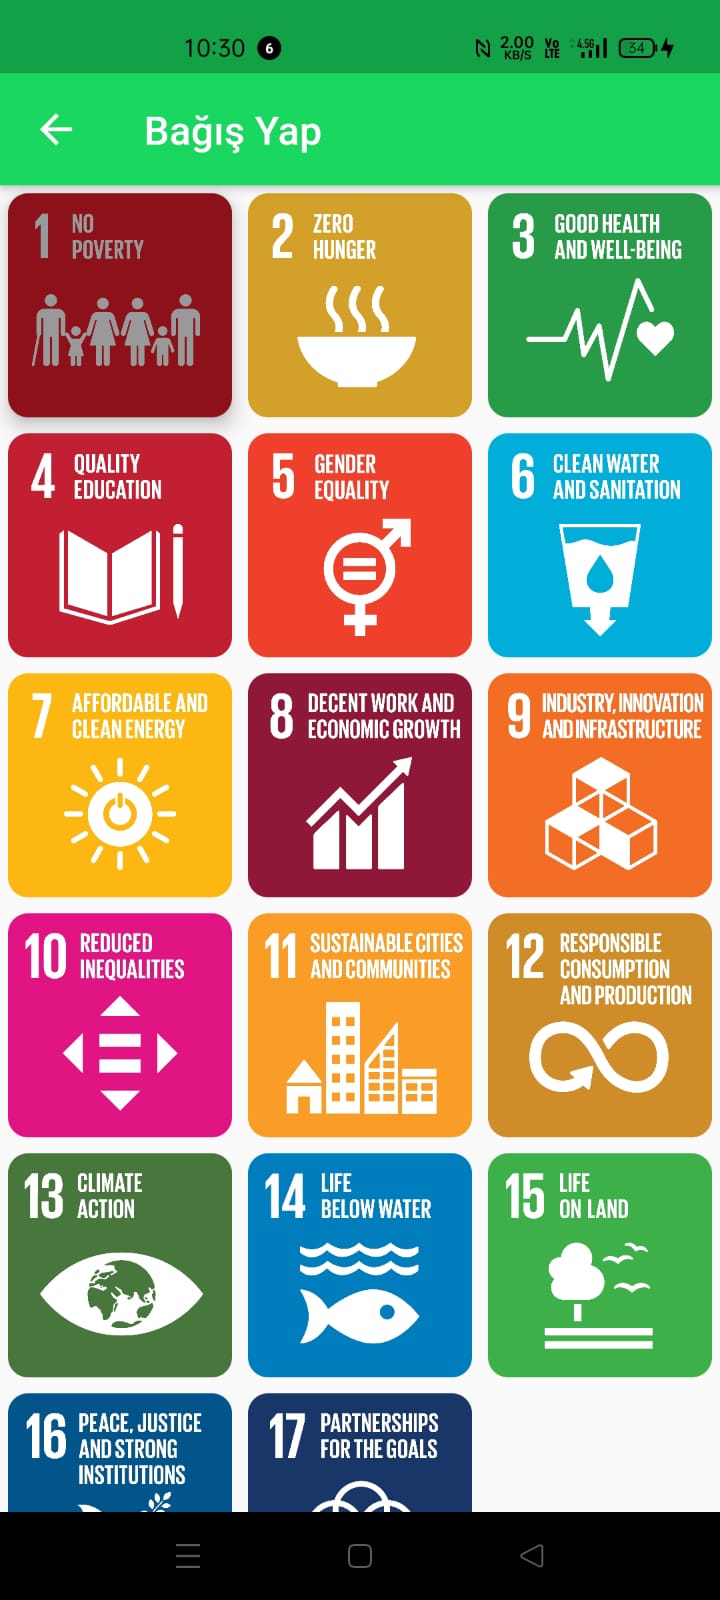 10:30 6 2.00 KB/S Vo LTE 4.5G 34
Bağış Yap
1 NO
POVERTY
2 ZERO
HUNGER
3 GOOD HEALTH
AND WELL-BEING
4 QUALITY
EDUCATION
5 GENDER
EQUALITY
6 CLEAN WATER
AND SANITATION
7 AFFORDABLE AND
CLEAN ENERGY
8 DECENT WORK AND
ECONOMIC GROWTH
9 INDUSTRY, INNOVATION
AND INFRASTRUCTURE
10 REDUCED
INEQUALITIES
11 SUSTAINABLE CITIES
AND COMMUNITIES
12 RESPONSIBLE
CONSUMPTION
AND PRODUCTION
13 CLIMATE
ACTION
14 LIFE
BELOW WATER
15 LIFE
ON LAND
16 PEACE, JUSTICE
AND STRONG
INSTITUTIONS
17 PARTNERSHIPS
FOR THE GOALS